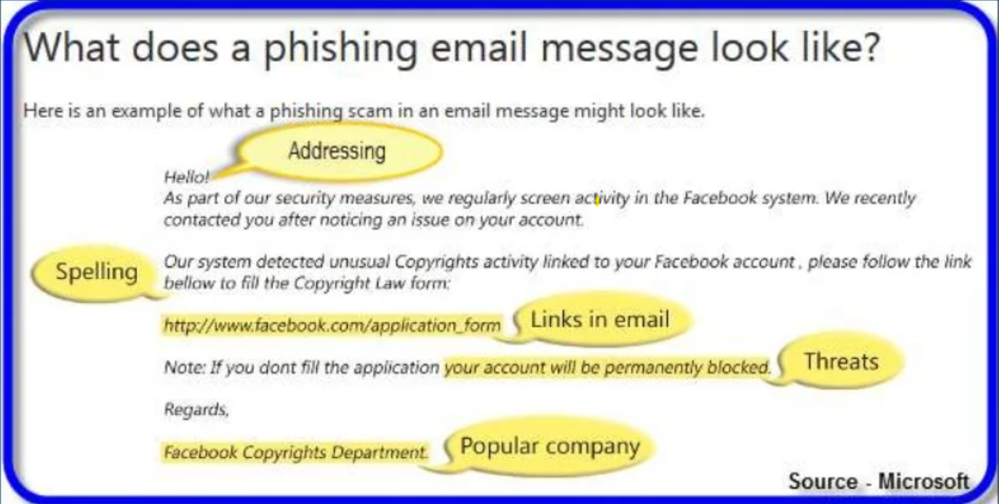 What does a phishing email message look like?
Here is an example of what a phishing scam in an email message might look like.
Addressing
Hello!
As part of our security measures, we regularly screen activity in the Facebook system. We recently
contacted you after noticing an issue on your account.
Spelling
Our system detected unusual Copyrights activity linked to your Facebook account , please follow the link
bellow to fill the Copyright Law form:
http://www.facebook.com/application_form
Links in email
Note: If you dont fill the application your account will be permanently blocked.
Threats
Regards,
Facebook Copyrights Department.
Popular company
Source - Microsoft